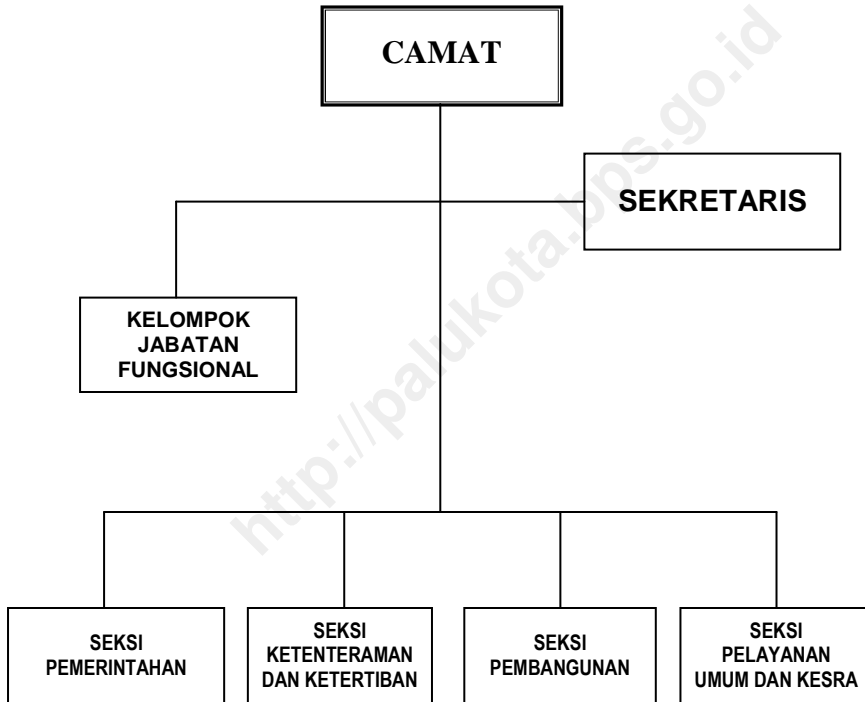 CAMAT
SEKRETARIS
KELOMPOK
JABATAN
FUNGSIONAL
SEKSI
PEMERINTAHAN
SEKSI
KETENTERAMAN
DAN KETERTIBAN
SEKSI
PEMBANGUNAN
SEKSI
PELAYANAN
UMUM DAN KESRA
http://palukota.bps.go.id